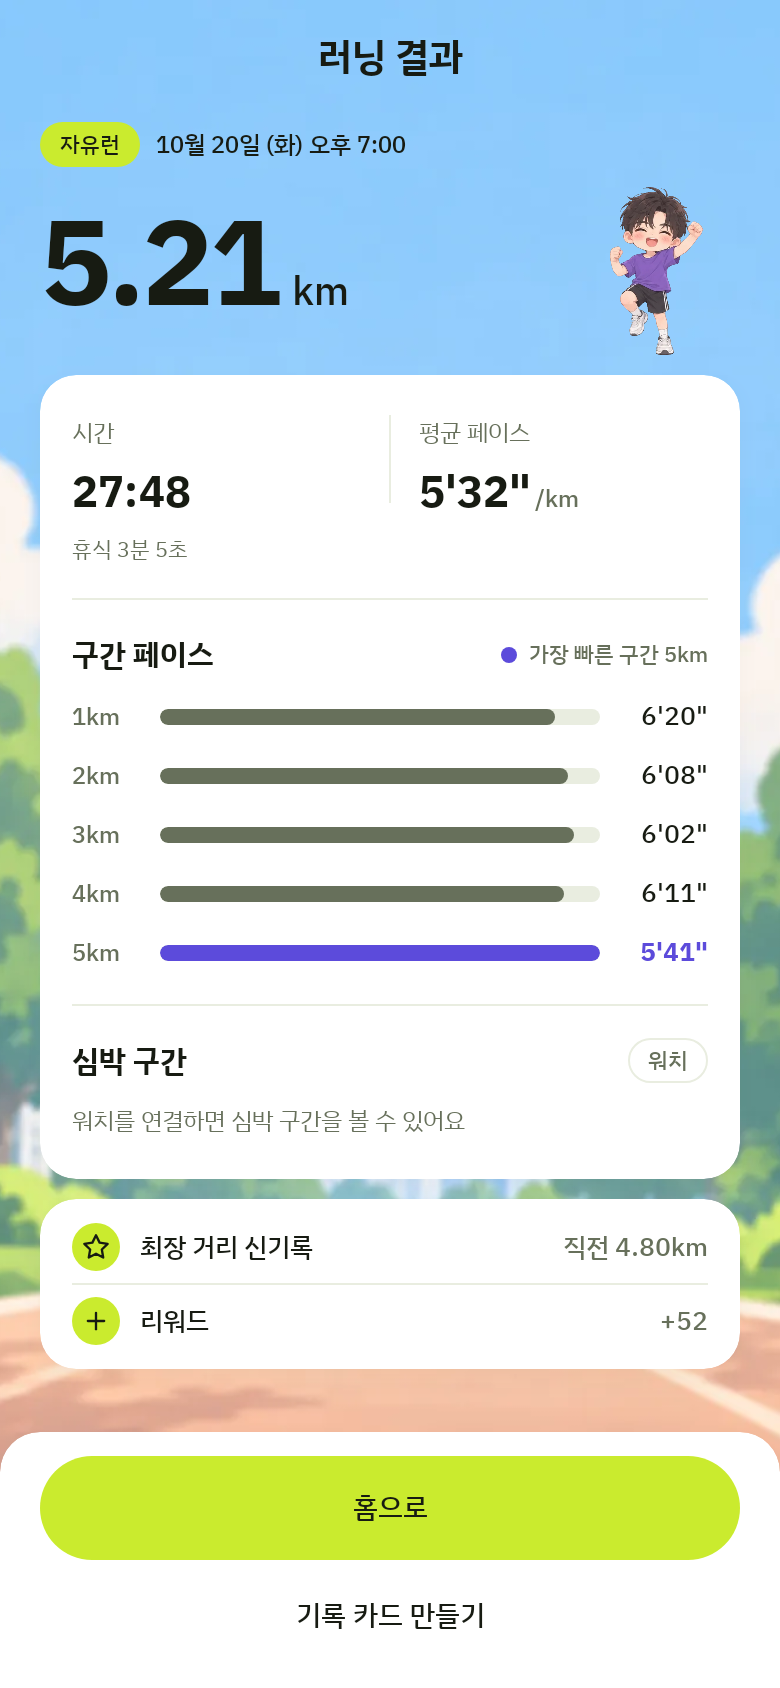 러닝 결과
자유런 10월 20일 (화) 오후 7:00
5.21 km
시간 평균 페이스
27:48 5'32" /km
휴식 3분 5초
구간 페이스 가장 빠른 구간 5km
1km 6'20"
2km 6'08"
3km 6'02"
4km 6'11"
5km 5'41"
심박 구간 워치
워치를 연결하면 심박 구간을 볼 수 있어요
최장 거리 신기록 직전 4.80km
리워드 +52
홈으로
기록 카드 만들기